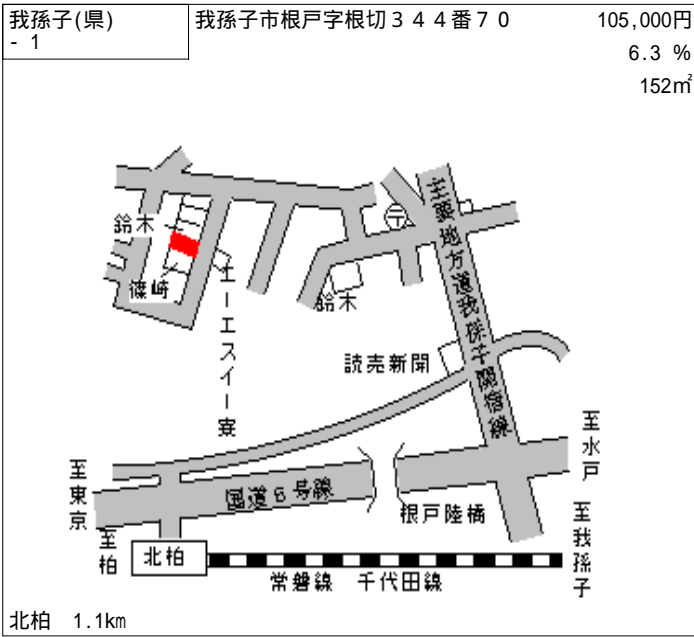 我孫子(県)
- 1
我孫子市根戸字根切３４４番７０
105,000円
6.3 %
152㎡
鈴木
篠崎
エーエスイー寮
鈴木
〒
主要地方道我孫子関宿線
読売新聞
至水戸
至東京
国道６号線
根戸陸橋
至柏
北柏
至我孫子
常磐線 千代田線
北柏 1.1km